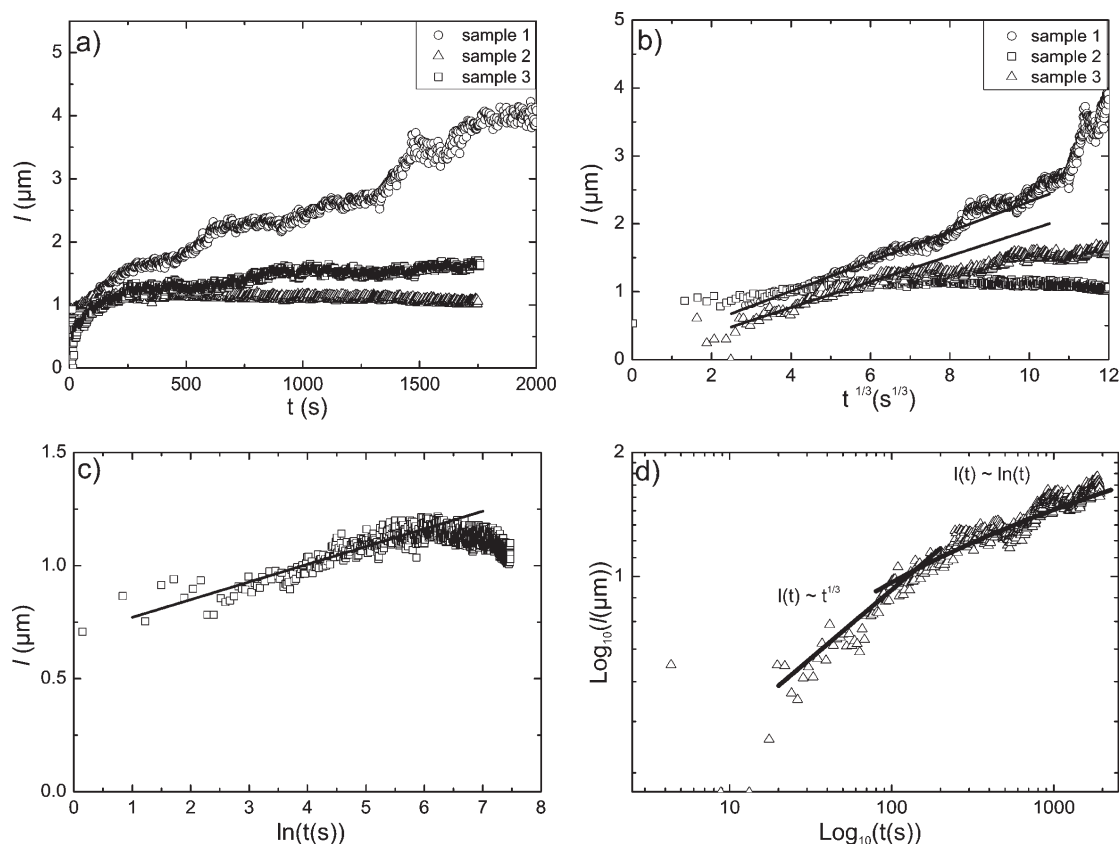 a)
sample 1
sample 2
sample 3
5
4
3
2
1
0
l (µm)
0
500
1000
1500
2000
t (s)
b)
sample 1
sample 2
sample 3
5
4
3
2
1
0
l (µm)
0
2
4
6
8
10
12
t 1/3(s1/3)
c)
1.5
1.0
0.5
0.0
l (µm)
0
1
2
3
4
5
6
7
8
ln(t(s))
d)
2
1
l(t) ~ ln(t)
l(t) ~ t1/3
Log10(l(µm))
10
100
1000
Log10(t(s))